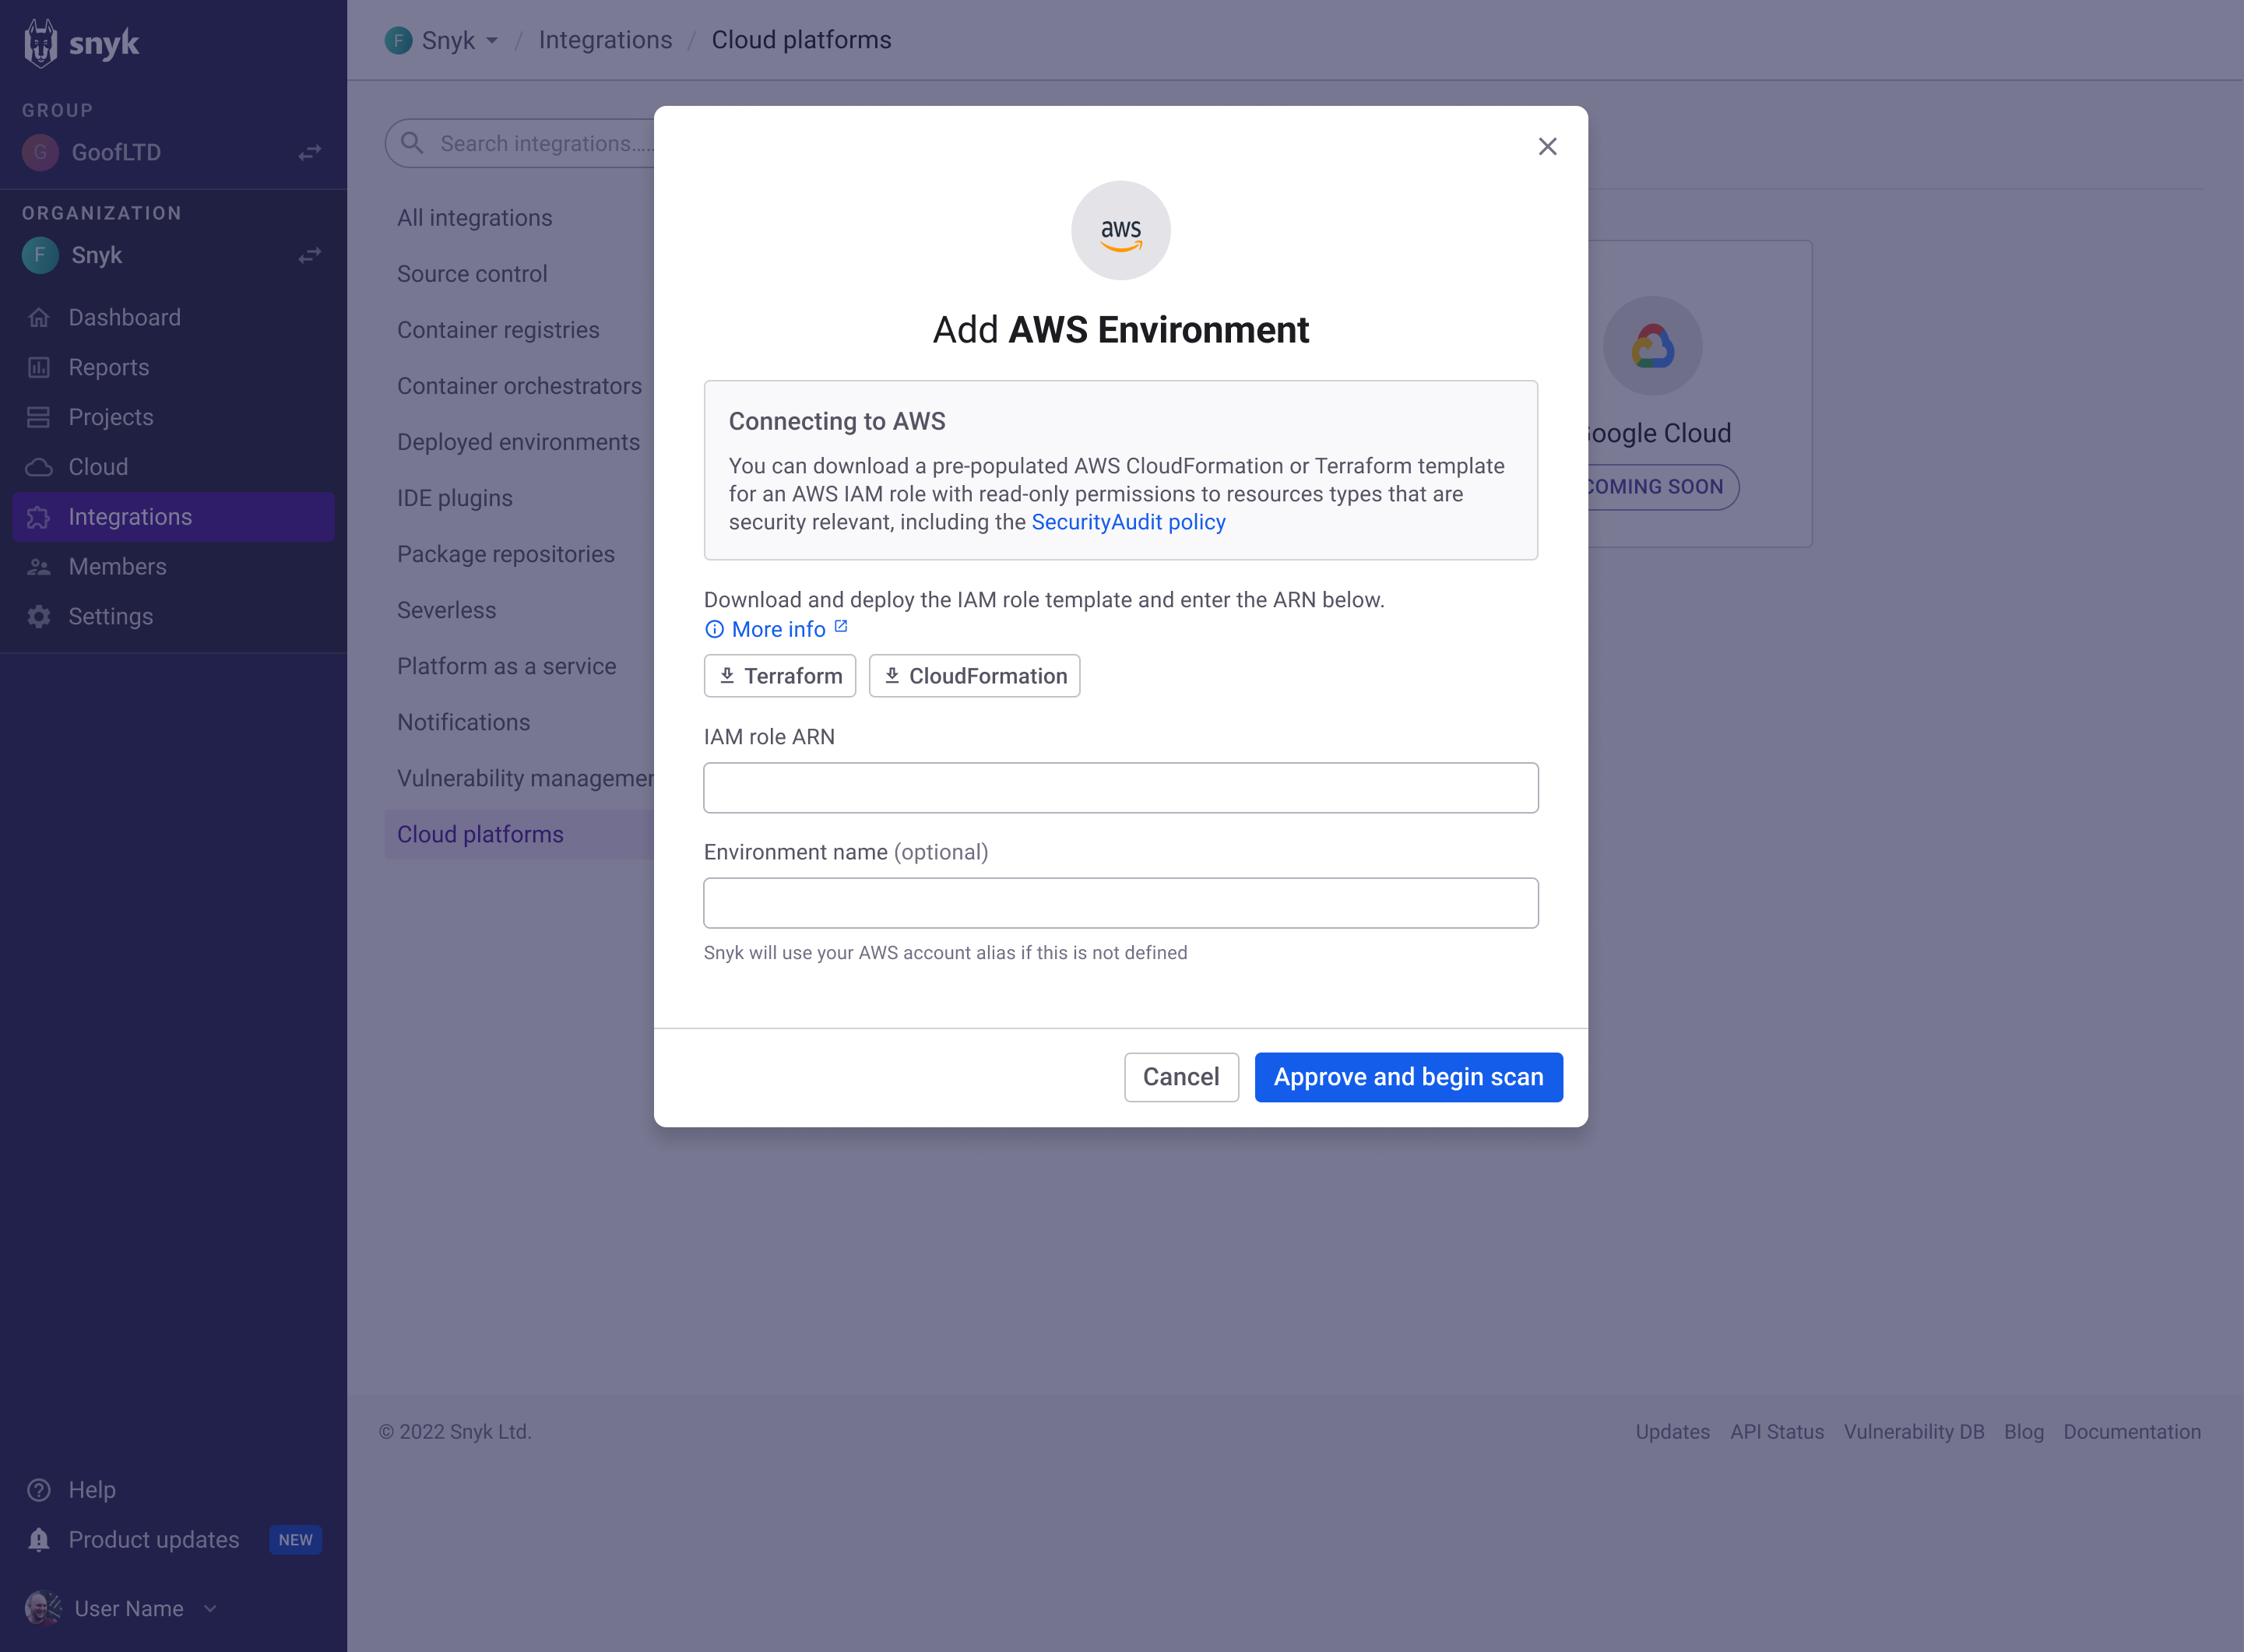 snyk
GROUP
G GoofLTD
ORGANIZATION
F Snyk
Dashboard
Reports
Projects
Cloud
Integrations
Members
Settings
Help
Product updates NEW
User Name
F Snyk / Integrations / Cloud platforms
Search integrations.....
All integrations
Source control
Container registries
Container orchestrators
Deployed environments
IDE plugins
Package repositories
Severless
Platform as a service
Notifications
Vulnerability
Cloud platforms
aws
Add AWS Environment
Connecting to AWS
You can download a pre-populated AWS CloudFormation or Terraform template
for an AWS IAM role with read-only permissions to resources types that are
security relevant, including the SecurityAudit policy
Download and deploy the IAM role template and enter the ARN below.
More info
Terraform CloudFormation
IAM role ARN
Environment name (optional)
Snyk will use your AWS account alias if this is not defined
Cancel Approve and begin scan
oogle Cloud
COMING SOON
© 2022 Snyk Ltd.
Updates API Status Vulnerability DB Blog Documentation